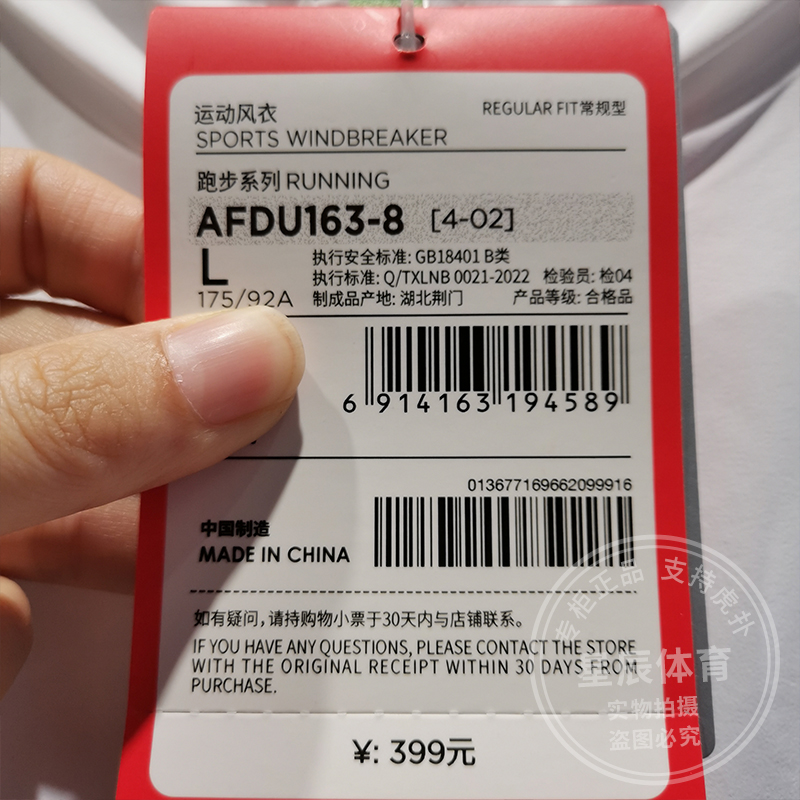 运动风衣
REGULAR FIT常规型
SPORTS WINDBREAKER
跑步系列 RUNNING
AFDU163-8 [4-02]
L
175/92A
执行安全标准: GB18401 B类
执行标准: Q/TXLNB 0021-2022 检验员: 检04
制成品产地: 湖北荆门 产品等级: 合格品
6 914163 194589
013677169662099916
中国制造
MADE IN CHINA
如有疑问，请持购物小票于30天内与店铺联系。
IF YOU HAVE ANY QUESTIONS, PLEASE CONTACT THE STORE
WITH THE ORIGINAL RECEIPT WITHIN 30 DAYS FROM
PURCHASE.
¥: 399元
专柜正品 支持虎扑
星辰体育
实物拍摄
盗图必究